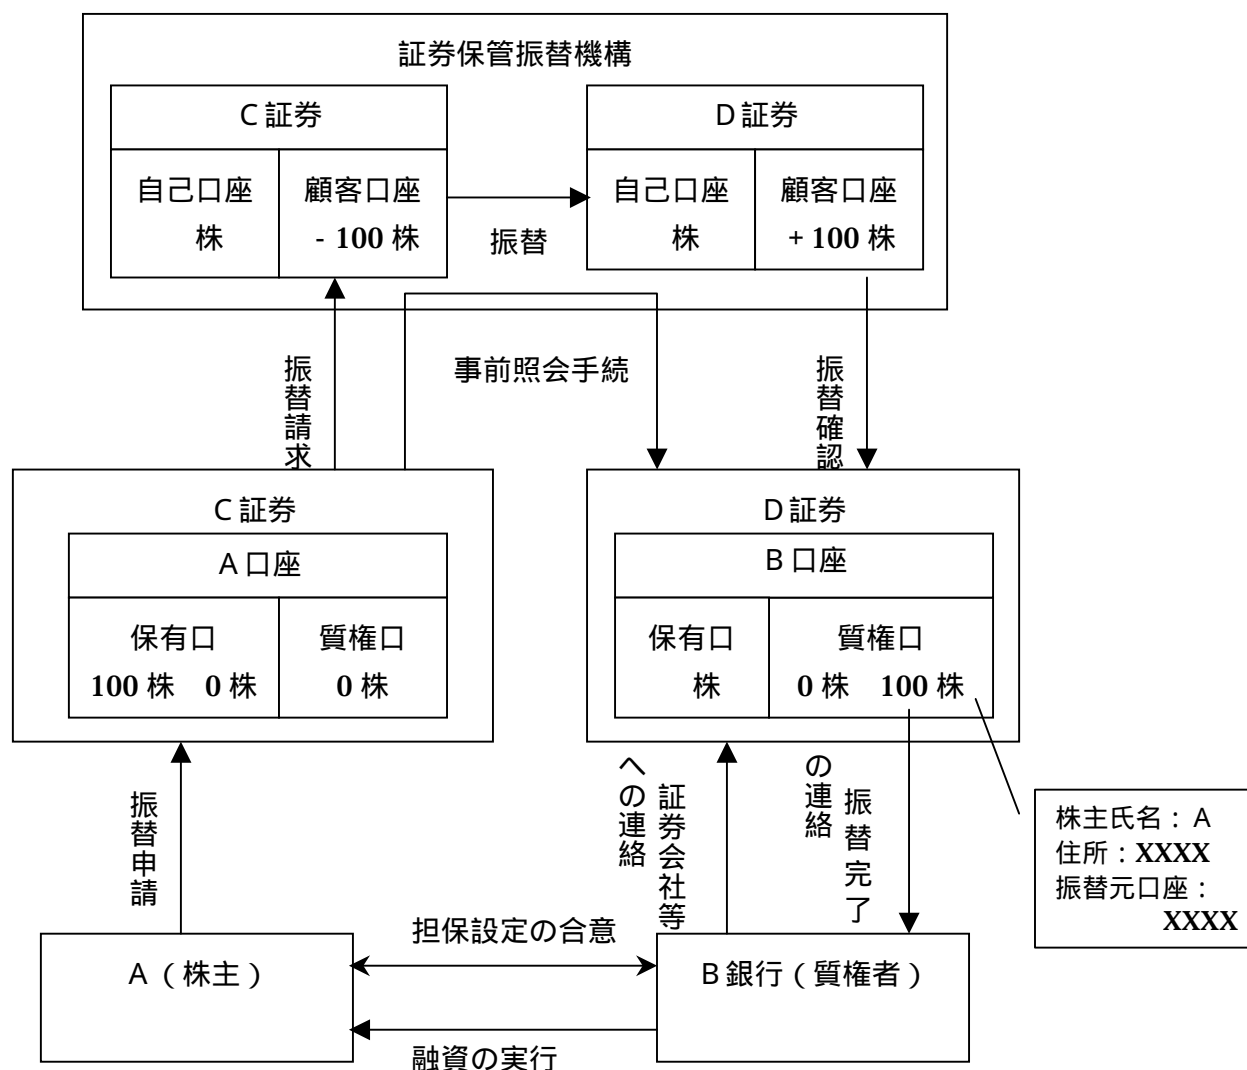 証券保管振替機構
C証券
D証券
自己口座
顧客口座
自己口座
顧客口座
株
- 100 株
振替
株
+ 100 株
振替請求
事前照会手続
振替確認
C証券
D証券
A口座
B口座
保有口
質権口
保有口
質権口
100 株 0 株
0 株
株
0 株 100 株
振替申請
証券会社等
への連絡
振替完了
の連絡
株主氏名：A
住所：XXXX
振替元口座：
XXXX
担保設定の合意
A（株主）
B銀行（質権者）
融資の実行